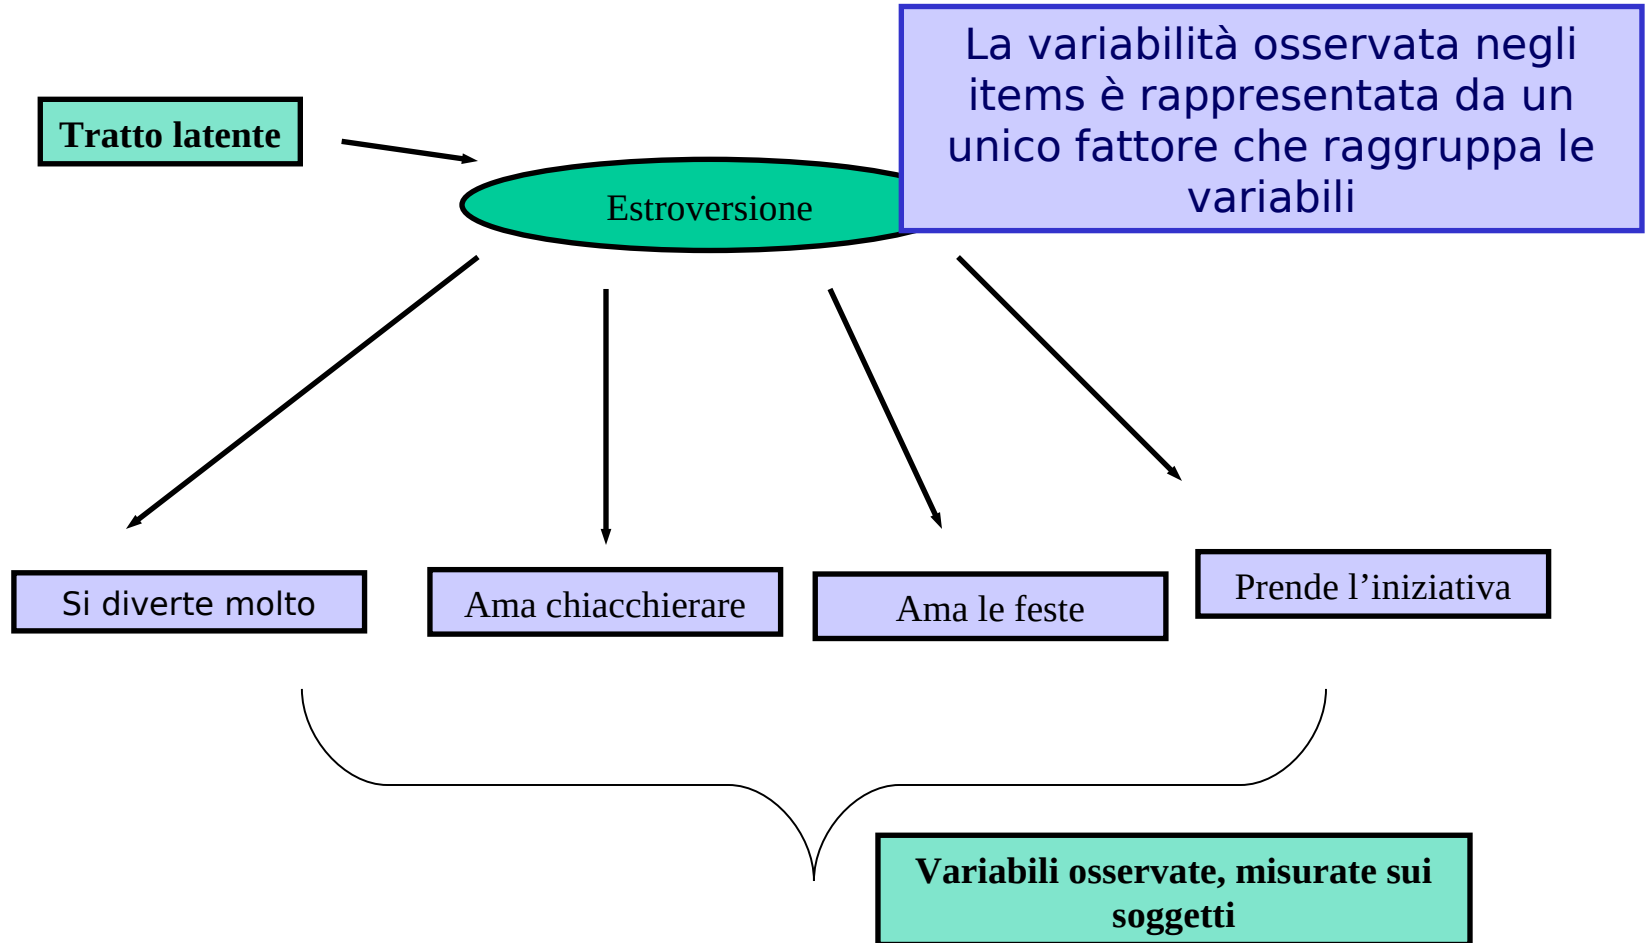 La variabilità osservata negli
items è rappresentata da un
unico fattore che raggruppa le
variabili
Tratto latente
Estroversione
Si diverte molto
Ama chiacchierare
Ama le feste
Prende l’iniziativa
Variabili osservate, misurate sui
soggetti